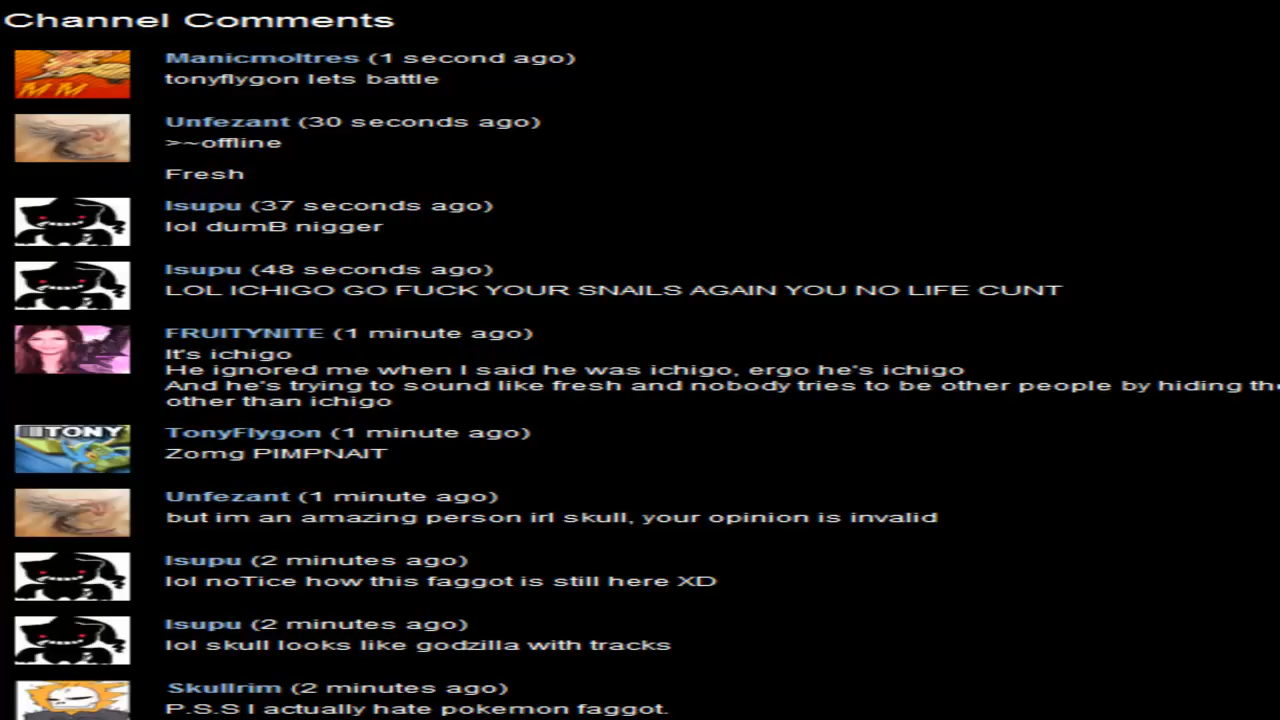 Channel Comments
Manicmoltres (1 second ago)
tonyflygon lets battle
Unfezant (30 seconds ago)
>~offline
Fresh
Isupu (37 seconds ago)
lol dumB nigger
Isupu (48 seconds ago)
LOL ICHIGO GO FUCK YOUR SNAILS AGAIN YOU NO LIFE CUNT
FRUITYNITE (1 minute ago)
It's ichigo
He ignored me when I said he was ichigo, ergo he's ichigo
And he's trying to sound like fresh and nobody tries to be other people by hiding
other than ichigo
TONY
TonyFlygon (1 minute ago)
Zomg PIMPNAIT
Unfezant (1 minute ago)
but im an amazing person irl skull, your opinion is invalid
Isupu (2 minutes ago)
lol noTice how this faggot is still here XD
Isupu (2 minutes ago)
lol skull looks like godzilla with tracks
Skullrim (2 minutes ago)
P.S.S I actually hate pokemon faggot.
MM